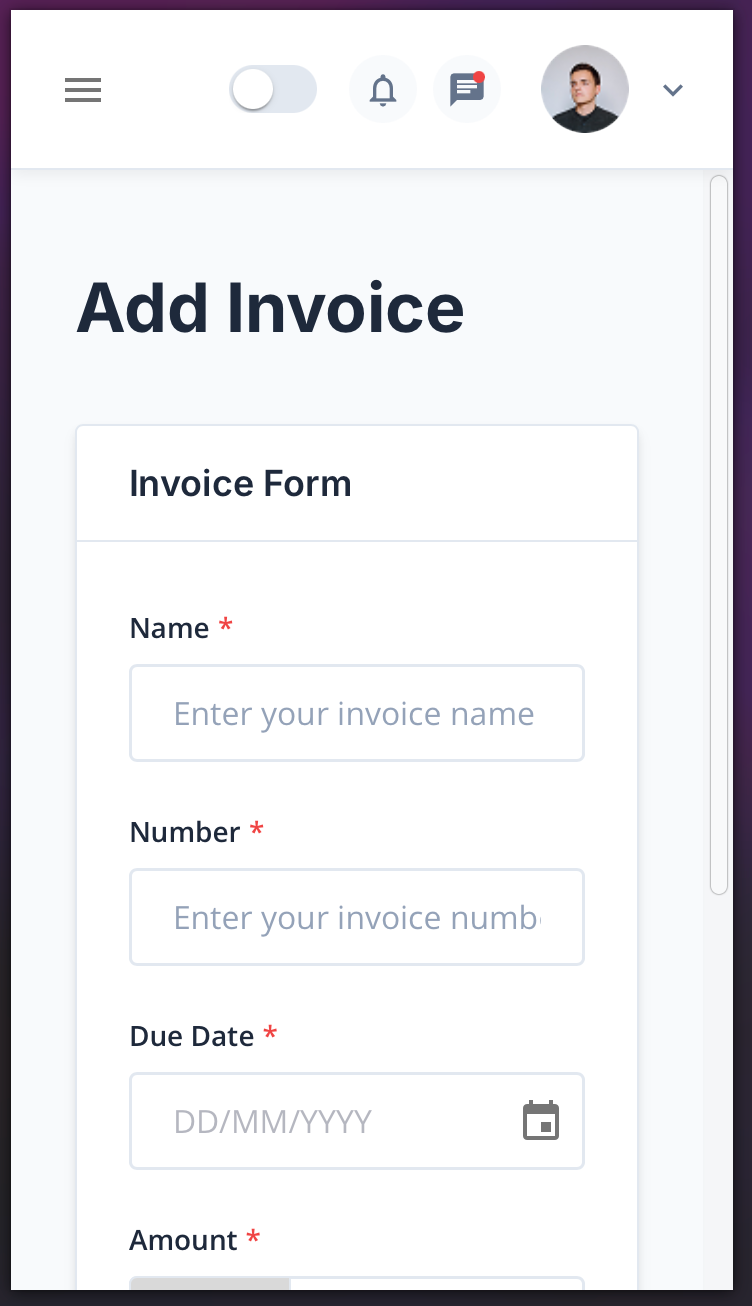 Add Invoice
Invoice Form
Name *
Enter your invoice name
Number *
Enter your invoice numb
Due Date *
DD/MM/YYYY
Amount *